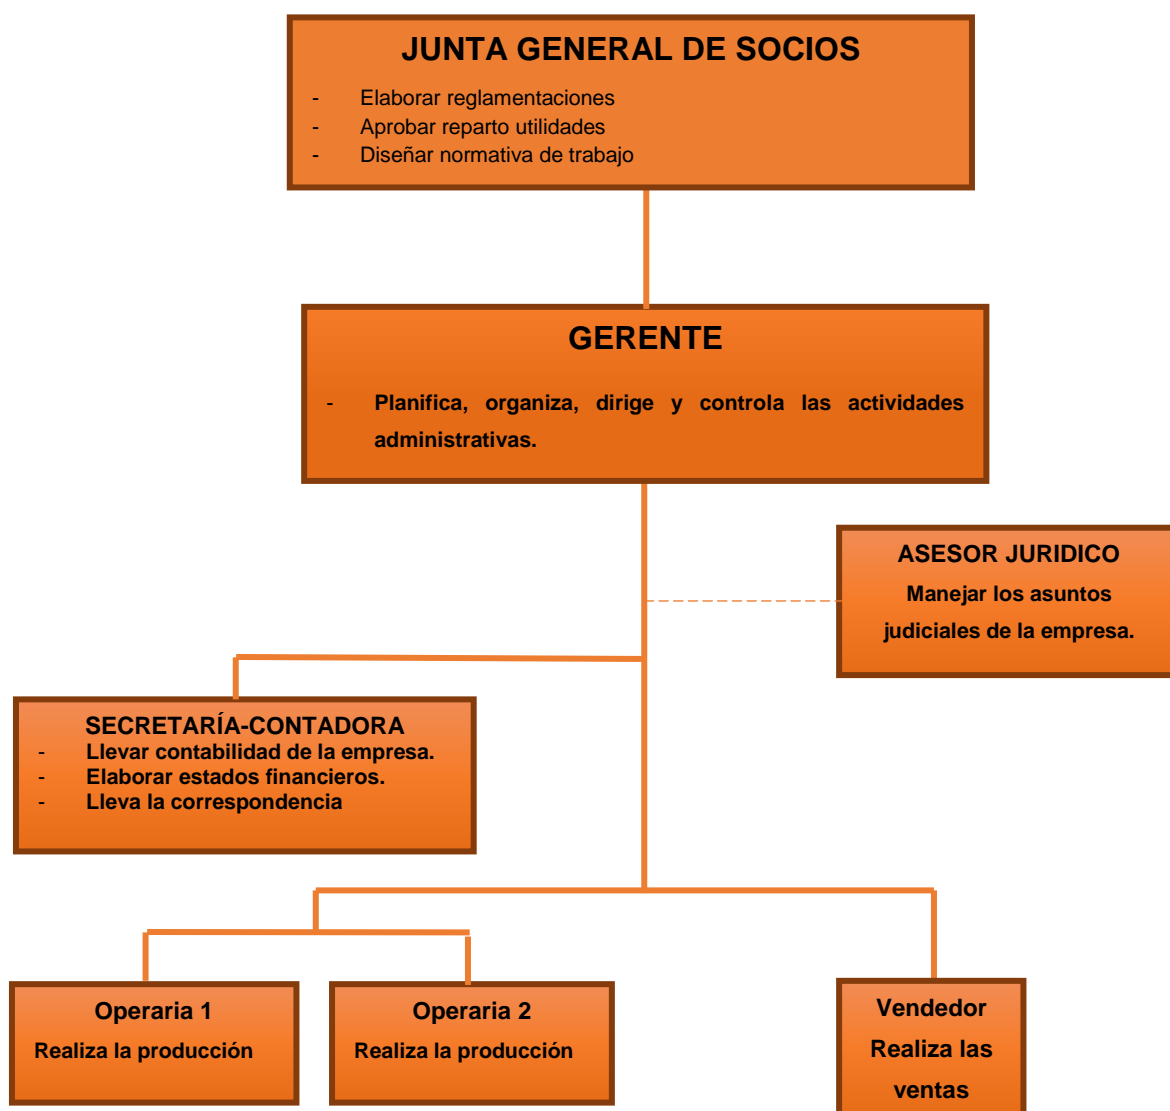 JUNTA GENERAL DE SOCIOS
- Elaborar reglamentaciones
- Aprobar reparto utilidades
- Diseñar normativa de trabajo
GERENTE
- Planifica, organiza, dirige y controla las actividades
administrativas.
ASESOR JURIDICO
Manejar los asuntos
judiciales de la empresa.
SECRETARÍA-CONTADORA
- Llevar contabilidad de la empresa.
- Elaborar estados financieros.
- Lleva la correspondencia
Operaria 1
Realiza la producción
Operaria 2
Realiza la producción
Vendedor
Realiza las
ventas